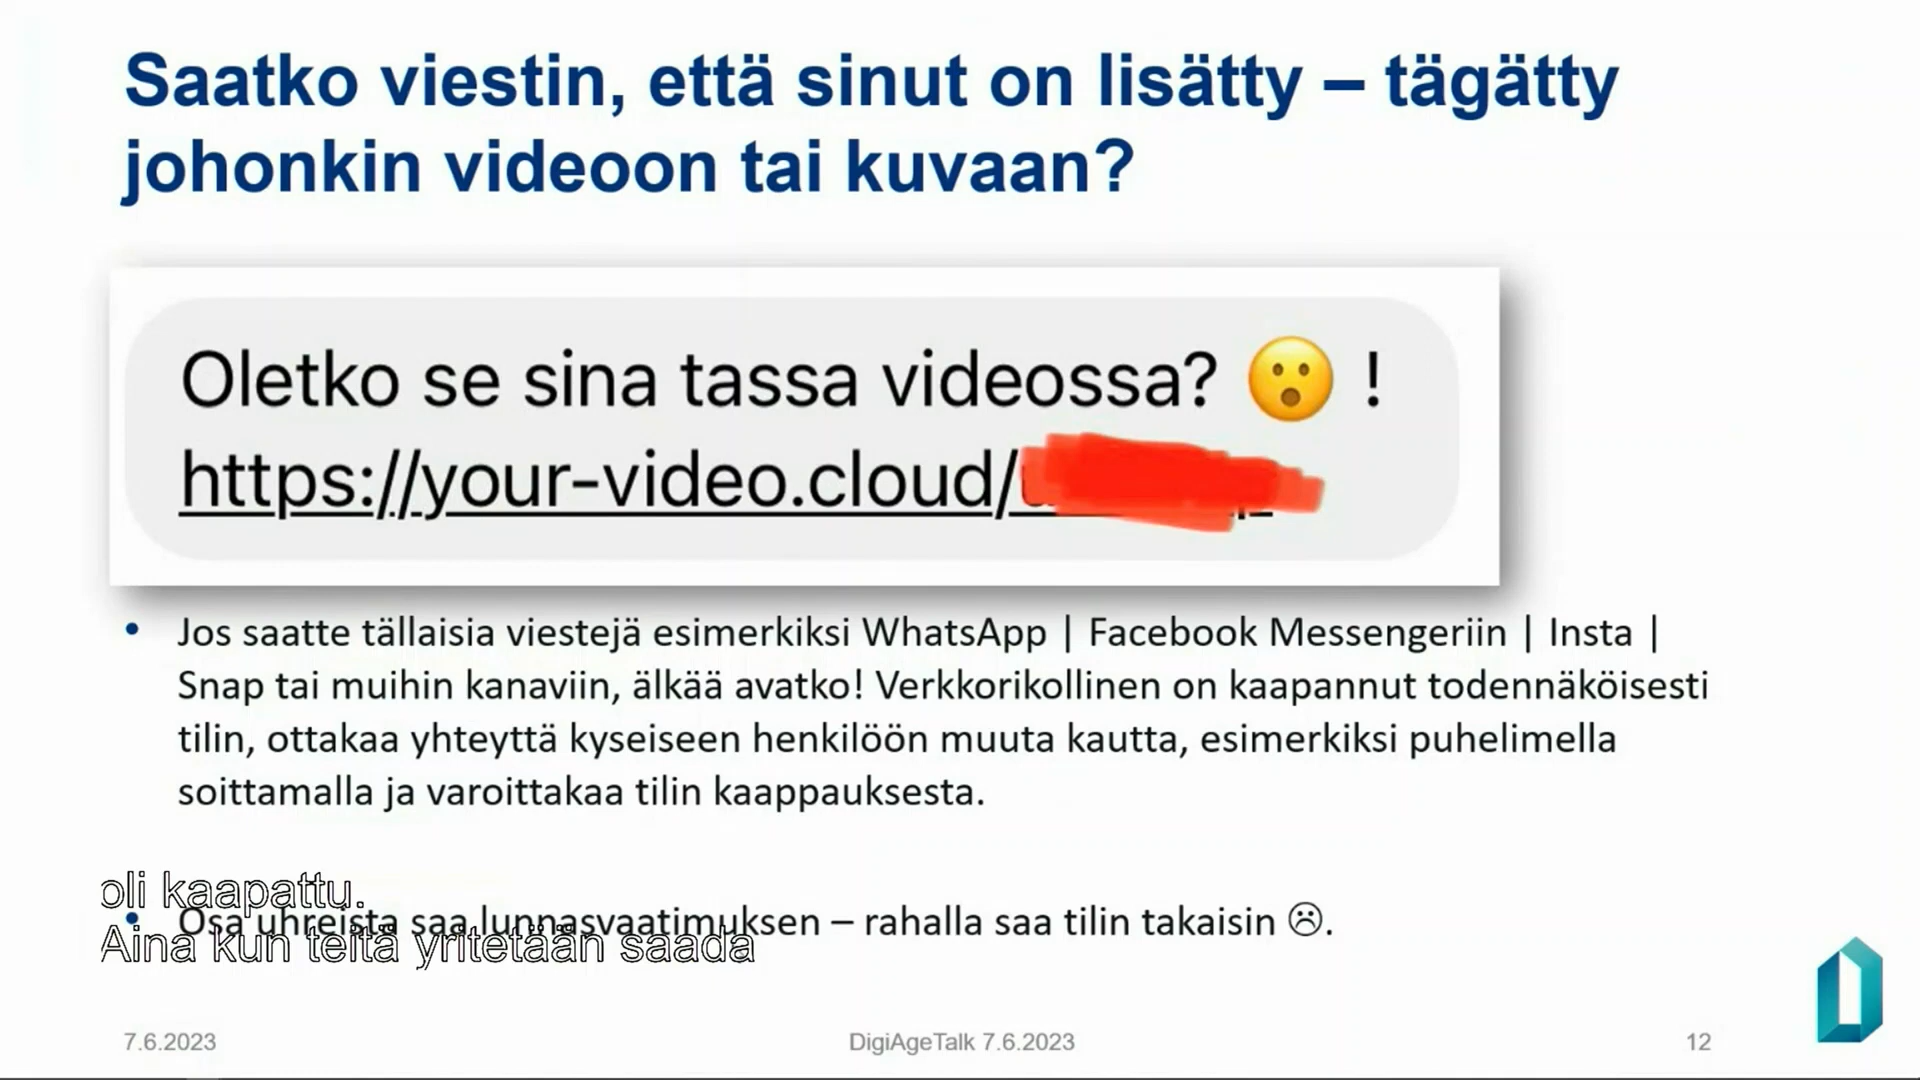 Saatko viestin, että sinut on lisätty – tägätty
johonkin videoon tai kuvaan?
Oletko se sina tassa videossa? 😮 !
https://your-video.cloud/
• Jos saatte tällaisia viestejä esimerkiksi WhatsApp | Facebook Messengeriin | Insta |
Snap tai muihin kanaviin, älkää avatko! Verkkorikollinen on kaapannut todennäköisesti
tilin, ottakaa yhteyttä kyseiseen henkilöön muuta kautta, esimerkiksi puhelimella
soittamalla ja varoittakaa tilin kaappauksesta.
oli kaapattu.
• Osa uhreista saa lunnasvaatimuksen – rahalla saa tilin takaisin ☹.
Aina kun teitä yritetään saada
7.6.2023
DigiAgeTalk 7.6.2023
12